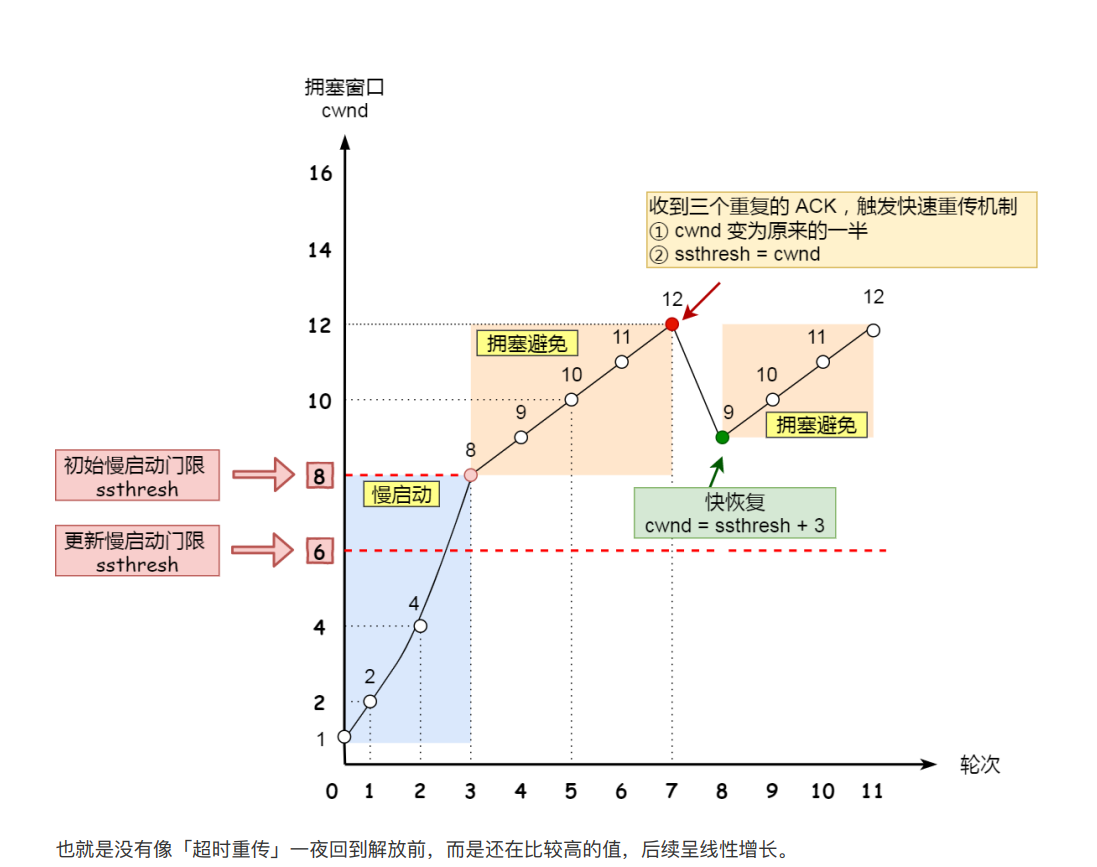 拥塞窗口
cwnd
16
14
12
10
8
6
4
2
1
初始慢启动门限
ssthresh
更新慢启动门限
ssthresh
收到三个重复的 ACK，触发快速重传机制
① cwnd 变为原来的一半
② ssthresh = cwnd
拥塞避免
慢启动
2
4
8
9
10
11
12
9
10
11
12
拥塞避免
快恢复
cwnd = ssthresh + 3
0 1 2 3 4 5 6 7 8 9 10 11
轮次
也就是没有像「超时重传」一夜回到解放前，而是还在比较高的值，后续呈线性增长。